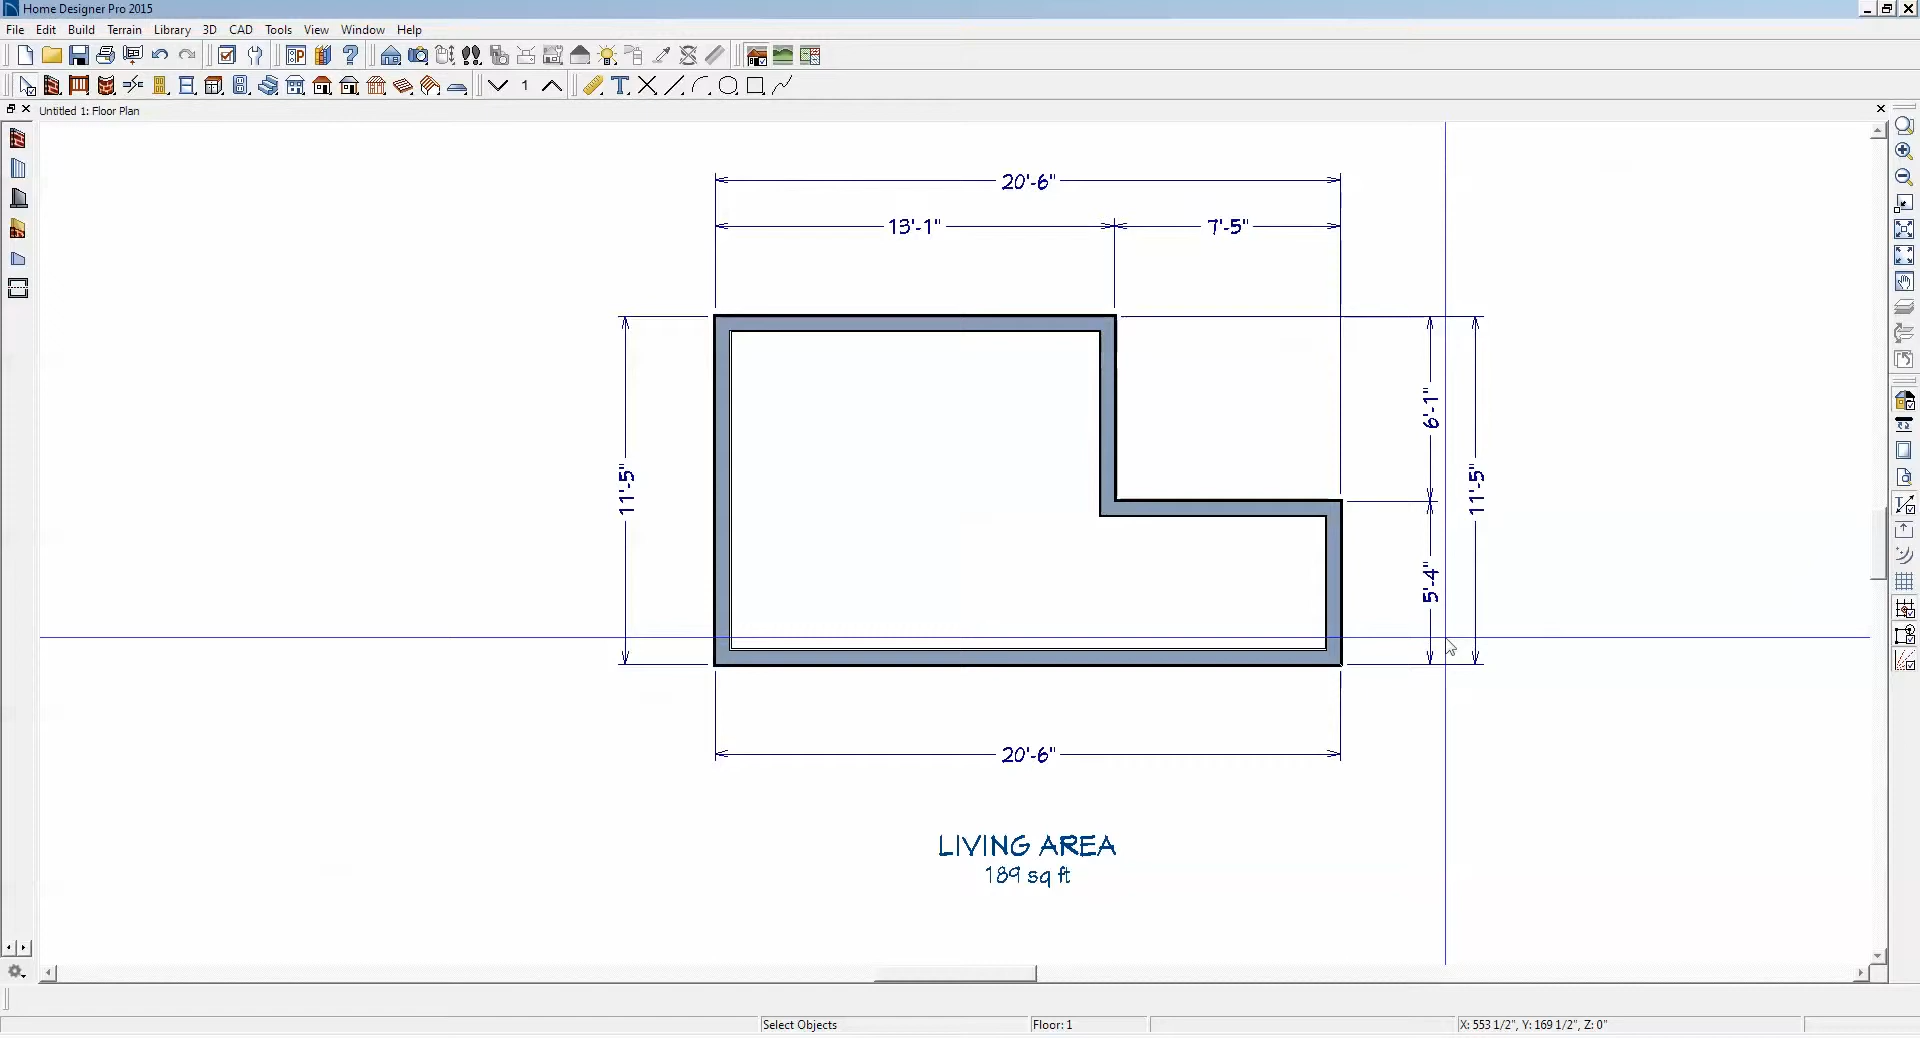 Home Designer Pro 2015
File Edit Build Terrain Library 3D CAD Tools View Window Help
1
Untitled 1: Floor Plan
20'-6"
13'-1" 7'-5"
6'-1"
11'-5" 11'-5"
5'-4"
20'-6"
LIVING AREA
189 sq ft
Select Objects Floor: 1 X: 553 1/2", Y: 169 1/2", Z: 0"